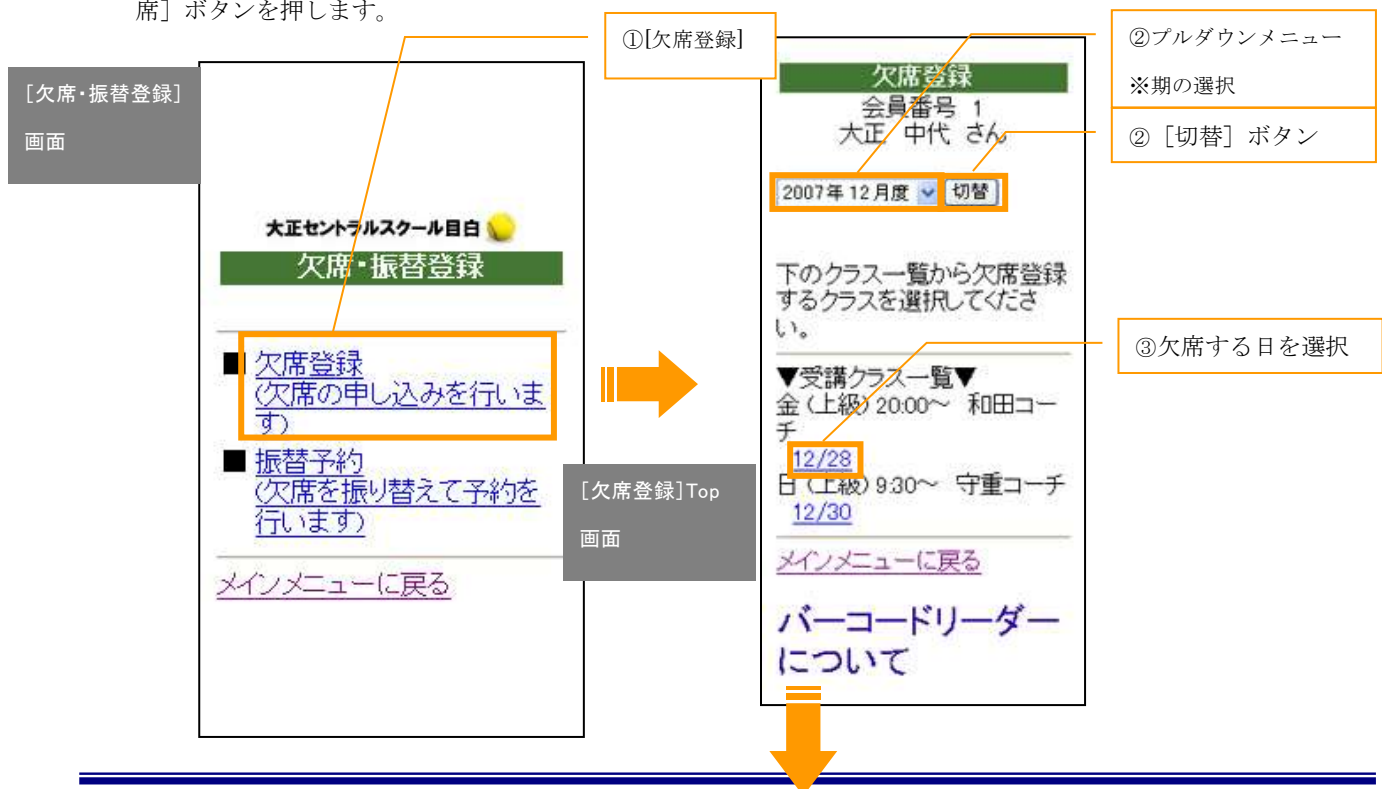 席］ボタンを押します。
①[欠席登録]
[欠席･振替登録]
画面
大正セントラルスクール目白
欠席・振替登録
■ 欠席登録
(欠席の申し込みを行いま
す)
■ 振替予約
(欠席を振り替えて予約を
行います)
メインメニューに戻る
[欠席登録]Top
画面
欠席登録
会員番号 1
大正 中代 さん
2007年 12月度 切替
下のクラス一覧から欠席登録
するクラスを選択してくださ
い。
▼受講クラス一覧▼
金 (上級) 20:00～ 和田コー
チ
12/28
日 (上級) 9:30～ 守重コーチ
12/30
メインメニューに戻る
バーコードリーダー
について
②プルダウンメニュー
※期の選択
②［切替］ボタン
③欠席する日を選択